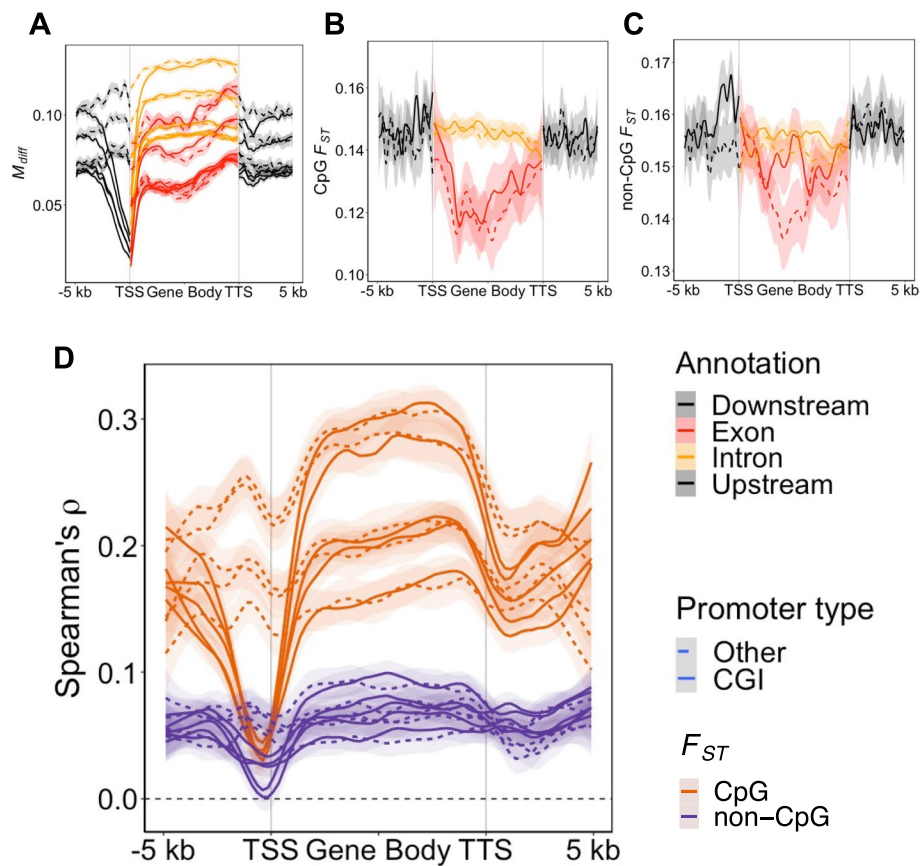 A
M_diff
0.10
0.05
-5 kb TSS Gene Body TTS 5 kb
B
CpG F_ST
0.16
0.14
0.12
0.10
-5 kb TSS Gene Body TTS 5 kb
C
non-CpG F_ST
0.17
0.16
0.15
0.14
0.13
-5 kb TSS Gene Body TTS 5 kb
D
Spearman's ρ
0.3
0.2
0.1
0.0
-5 kb TSS Gene Body TTS 5 kb
Annotation
Downstream
Exon
Intron
Upstream
Promoter type
Other
CGI
F_ST
CpG
non−CpG